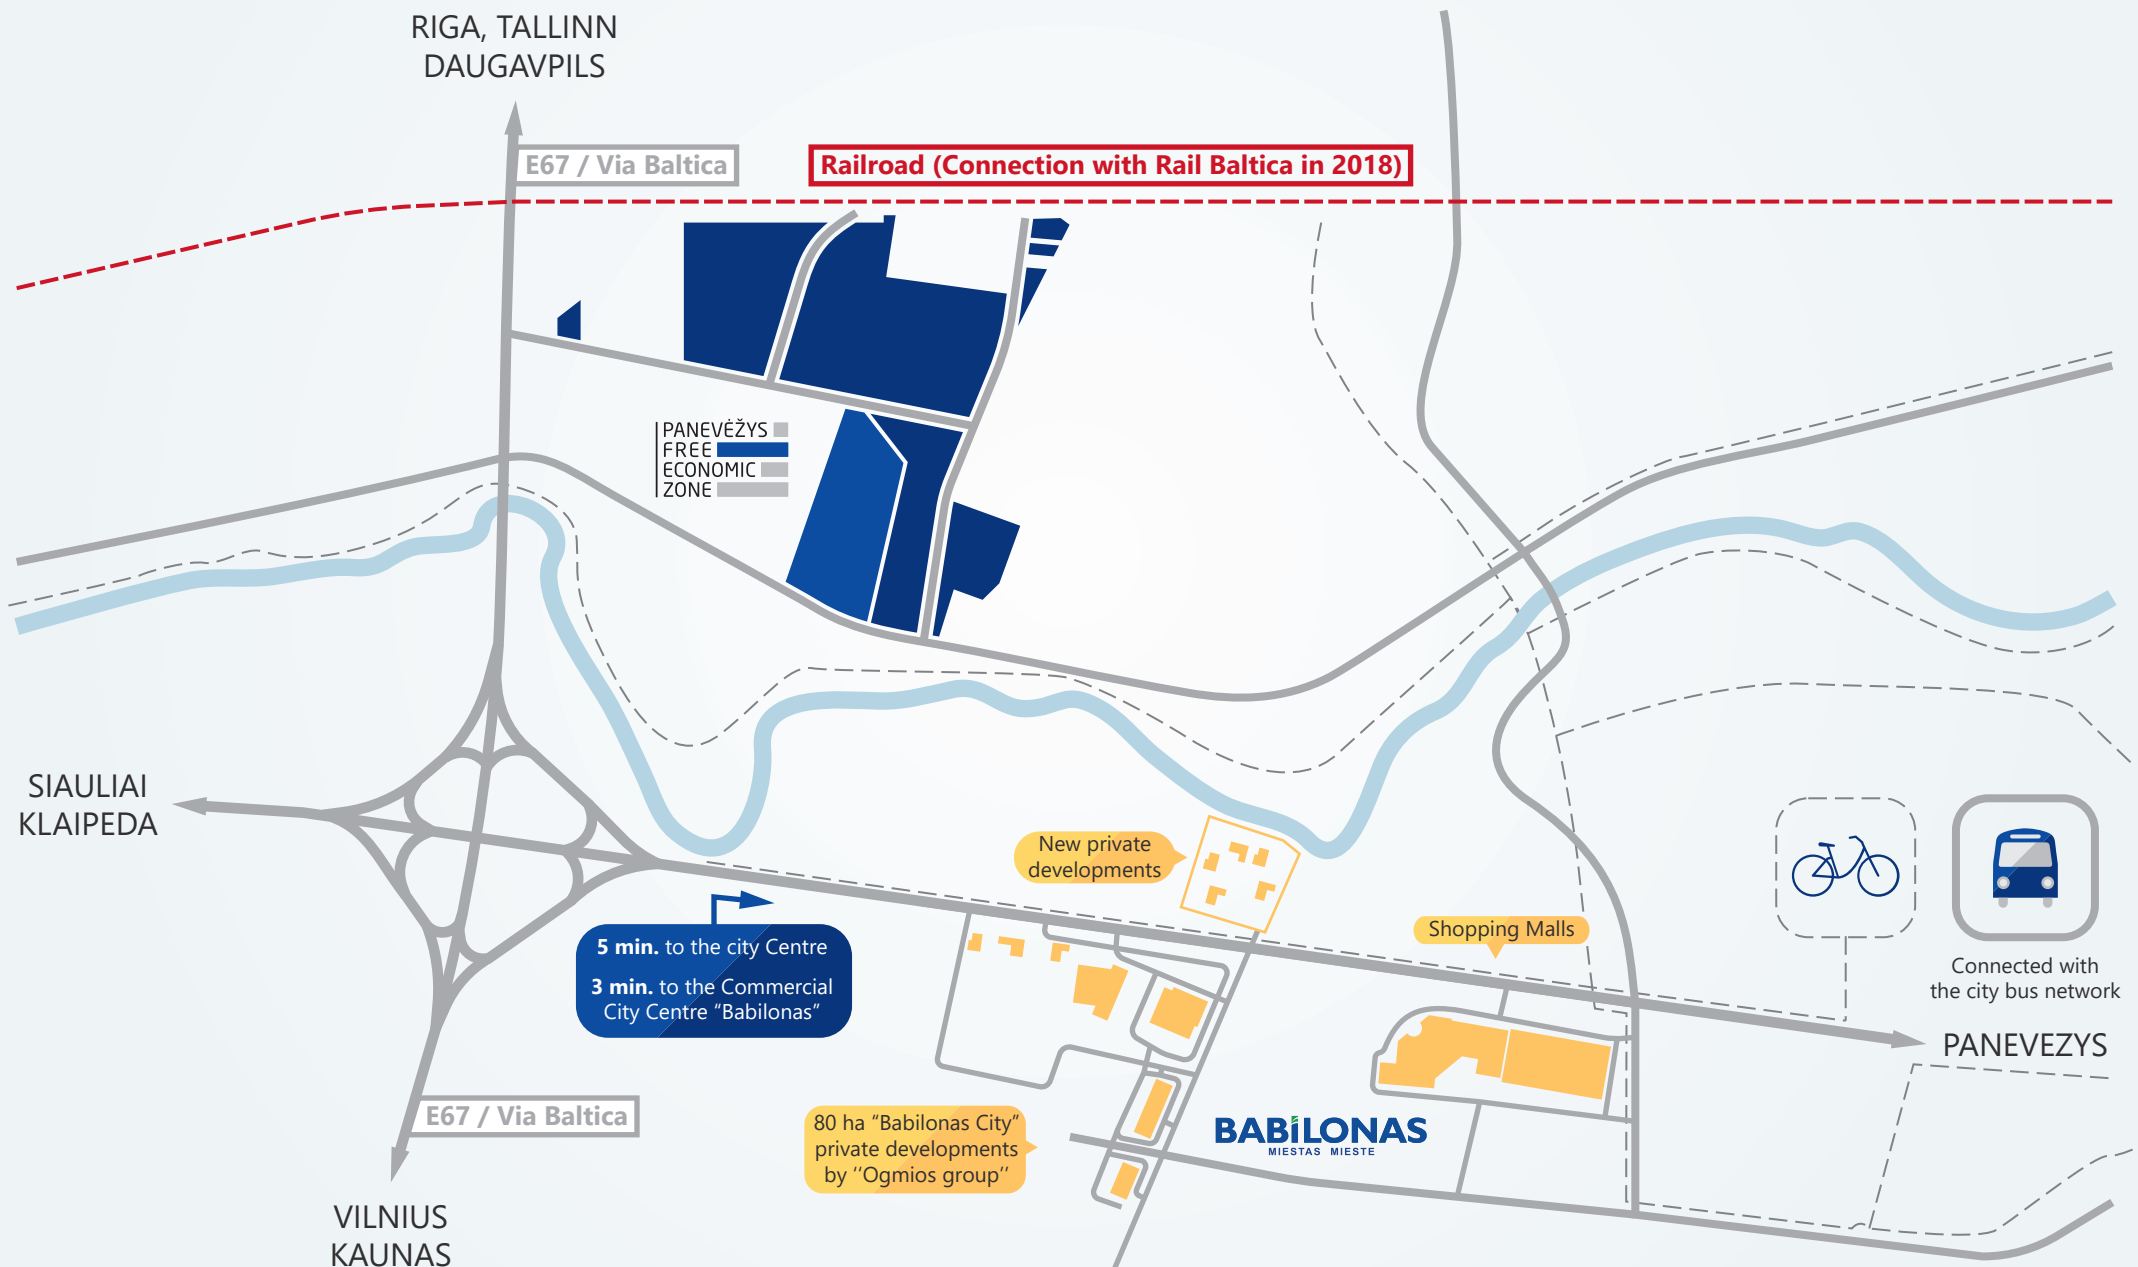 RIGA, TALLINN
DAUGAVPILS
E67 / Via Baltica
Railroad (Connection with Rail Baltica in 2018)
PANEVĖŽYS
FREE
ECONOMIC
ZONE
SIAULIAI
KLAIPEDA
New private
developments
Shopping Malls
5 min. to the city Centre
3 min. to the Commercial
City Centre “Babilonas”
Connected with
the city bus network
PANEVEZYS
E67 / Via Baltica
80 ha “Babilonas City”
private developments
by ‘‘Ogmios group’’
BABILONAS
MIESTAS MIESTE
VILNIUS
KAUNAS